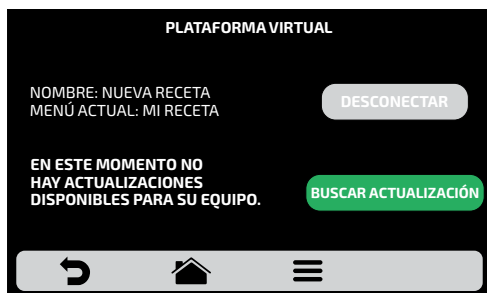 PLATAFORMA VIRTUAL
NOMBRE: NUEVA RECETA
MENÚ ACTUAL: MI RECETA
DESCONECTAR
EN ESTE MOMENTO NO
HAY ACTUALIZACIONES
DISPONIBLES PARA SU EQUIPO.
BUSCAR ACTUALIZACIÓN